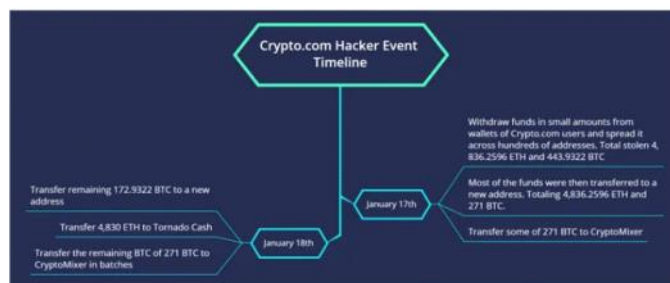 Crypto.com Hacker Event
Timeline
Withdraw funds in small amounts from
wallets of Crypto.com users and spread it
across hundreds of addresses. Total stolen 4,
836.2596 ETH and 443.9322 BTC
January 17th
Most of the funds were then transferred to a
new address. Totaling 4,836.2596 ETH and
271 BTC.
Transfer some of 271 BTC to CryptoMixer
Transfer remaining 172.9322 BTC to a new
address
Transfer 4,830 ETH to Tornado Cash
January 18th
Transfer the remaining BTC of 271 BTC to
CryptoMixer in batches